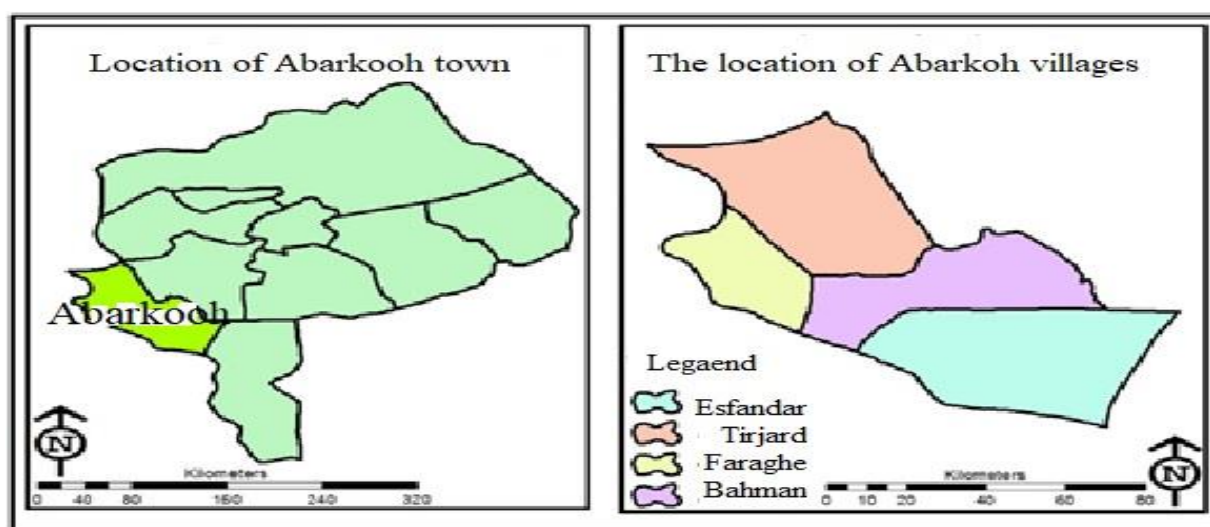 Location of Abarkooh town
Abarkooh
N
Kilometers
0 40 80 160 240 320
The location of Abarkoh villages
Legaend
Esfandar
Tirjard
Faraghe
Bahman
N
Kilometers
0 5 10 20 40 60 80